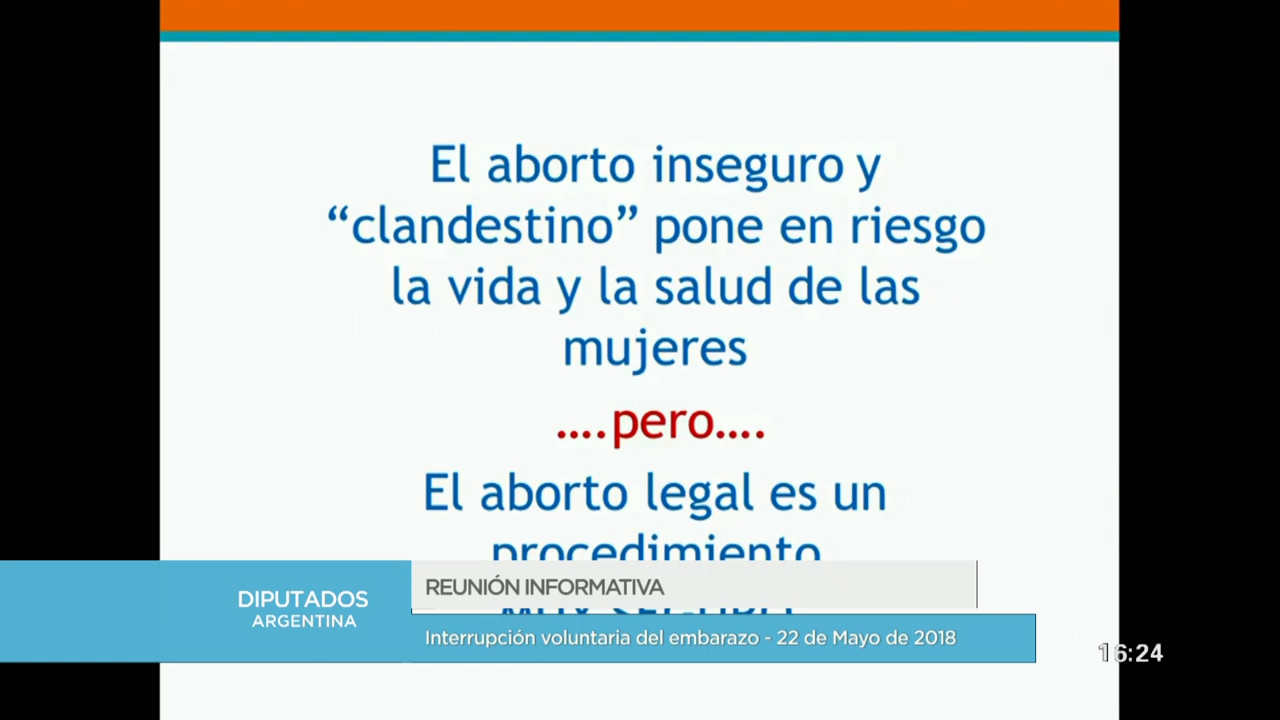 El aborto inseguro y
“clandestino” pone en riesgo
la vida y la salud de las
mujeres
....pero....
El aborto legal es un
procedimiento
DIPUTADOS
ARGENTINA
REUNIÓN INFORMATIVA
Interrupción voluntaria del embarazo - 22 de Mayo de 2018
16:24